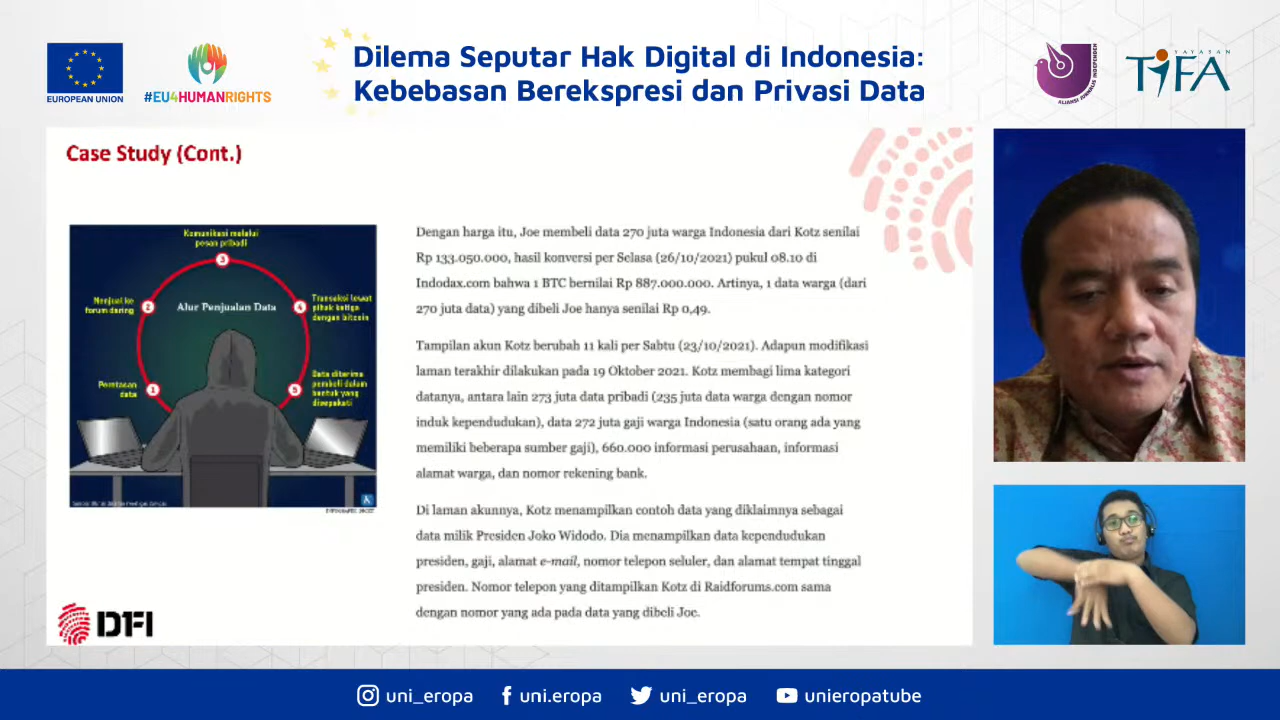 Dilema Seputar Hak Digital di Indonesia:
Kebebasan Berekspresi dan Privasi Data
EUROPEAN UNION
#EU4HUMANRIGHTS
ALIANSI JURNALIS INDEPENDEN
YAYASAN
TIFA
Case Study (Cont.)
Komunikasi melalui
pesan pribadi
3
Menjual ke
forum daring
2
Alur Penjualan Data
4
Transaksi lewat
pihak ketiga
dengan bitcoin
Peretasan
data
1
5
Data diterima
pembeli dalam
bentuk yang
disepakati
Dengan harga itu, Joe membeli data 270 juta warga Indonesia dari Kotz senilai
Rp 133.050.000, hasil konversi per Selasa (26/10/2021) pukul 08.10 di
Indodax.com bahwa 1 BTC bernilai Rp 887.000.000. Artinya, 1 data warga (dari
270 juta data) yang dibeli Joe hanya senilai Rp 0,49.
Tampilan akun Kotz berubah 11 kali per Sabtu (23/10/2021). Adapun modifikasi
laman terakhir dilakukan pada 19 Oktober 2021. Kotz membagi lima kategori
datanya, antara lain 273 juta data pribadi (235 juta data warga dengan nomor
induk kependudukan), data 272 juta gaji warga Indonesia (satu orang ada yang
memiliki beberapa sumber gaji), 660.000 informasi perusahaan, informasi
alamat warga, dan nomor rekening bank.
Di laman akunnya, Kotz menampilkan contoh data yang diklaimnya sebagai
data milik Presiden Joko Widodo. Dia menampilkan data kependudukan
presiden, gaji, alamat e-mail, nomor telepon seluler, dan alamat tempat tinggal
presiden. Nomor telepon yang ditampilkan Kotz di Raidforums.com sama
dengan nomor yang ada pada data yang dibeli Joe.
DFI
uni_eropa
uni.eropa
uni_eropa
unieropatube